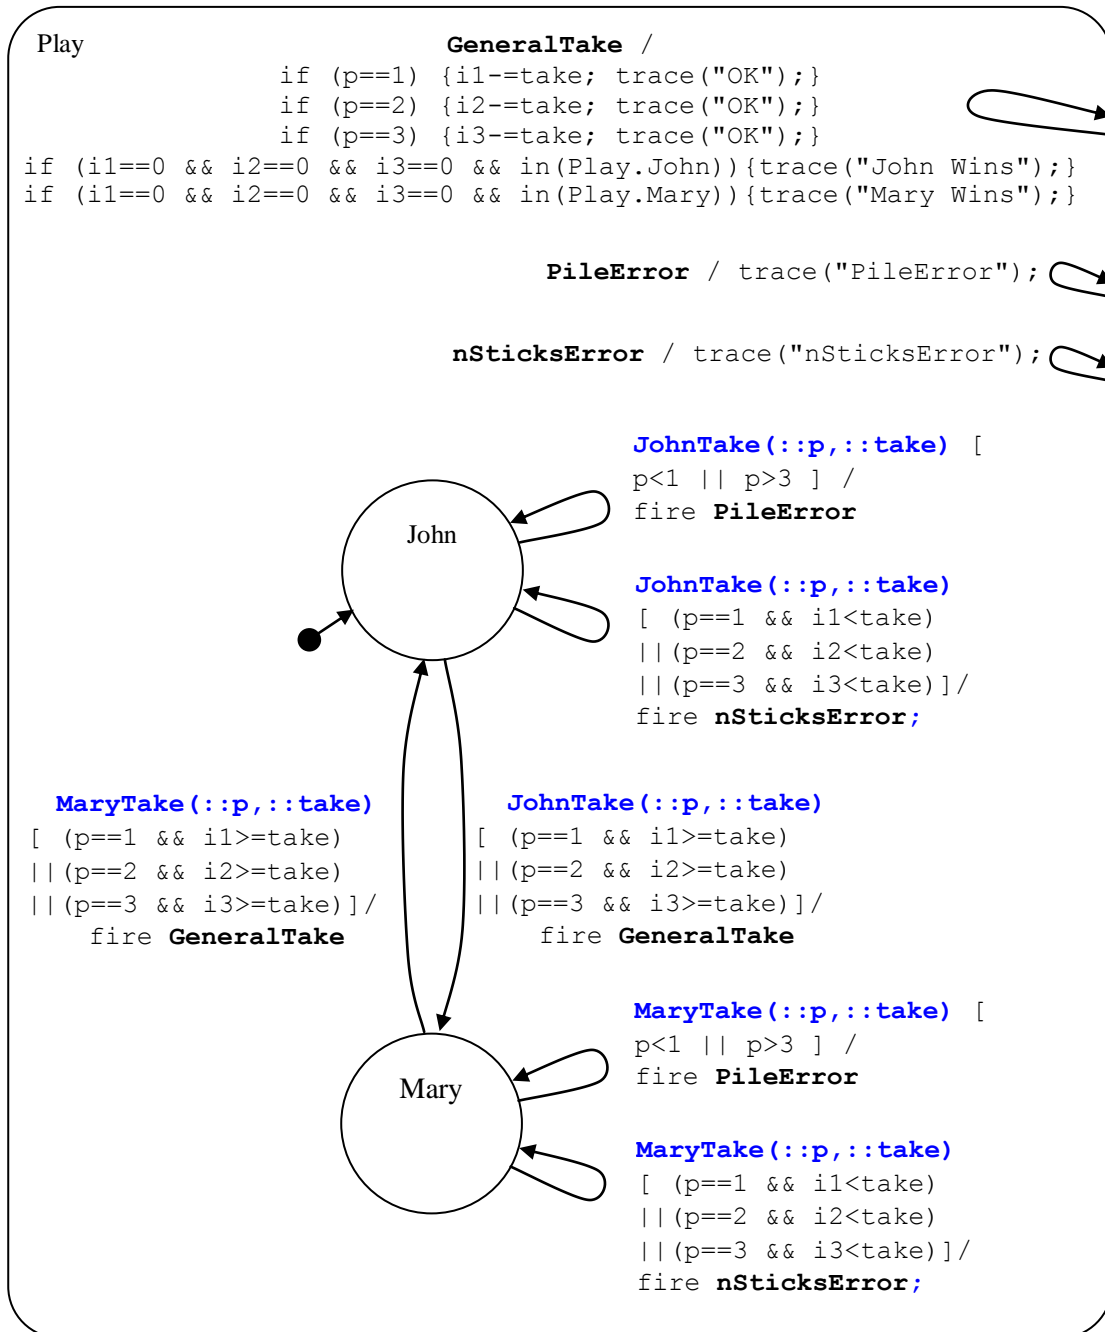 Play
GeneralTake /
if (p==1) {i1-=take; trace("OK");}
if (p==2) {i2-=take; trace("OK");}
if (p==3) {i3-=take; trace("OK");}
if (i1==0 && i2==0 && i3==0 && in(Play.John)){trace("John Wins");}
if (i1==0 && i2==0 && i3==0 && in(Play.Mary)){trace("Mary Wins");}
PileError / trace("PileError");
nSticksError / trace("nSticksError");
JohnTake(::p,::take) [
p<1 || p>3 ] /
fire PileError
John
JohnTake(::p,::take)
[ (p==1 && i1<take)
||(p==2 && i2<take)
||(p==3 && i3<take)]/
fire nSticksError;
MaryTake(::p,::take)
[ (p==1 && i1>=take)
||(p==2 && i2>=take)
||(p==3 && i3>=take)]/
fire GeneralTake
JohnTake(::p,::take)
[ (p==1 && i1>=take)
||(p==2 && i2>=take)
||(p==3 && i3>=take)]/
fire GeneralTake
MaryTake(::p,::take) [
p<1 || p>3 ] /
fire PileError
Mary
MaryTake(::p,::take)
[ (p==1 && i1<take)
||(p==2 && i2<take)
||(p==3 && i3<take)]/
fire nSticksError;